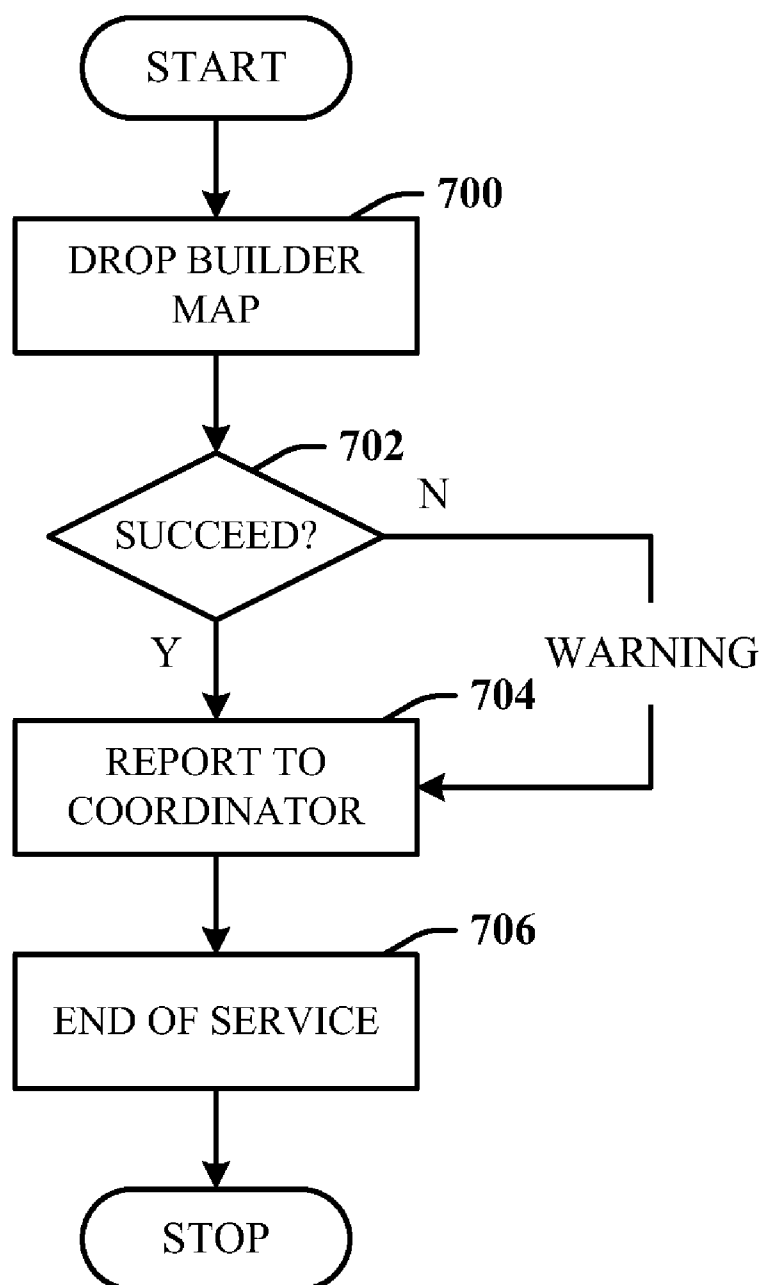 START
700
DROP BUILDER
MAP
702
N
SUCCEED?
Y
WARNING
704
REPORT TO
COORDINATOR
706
END OF SERVICE
STOP